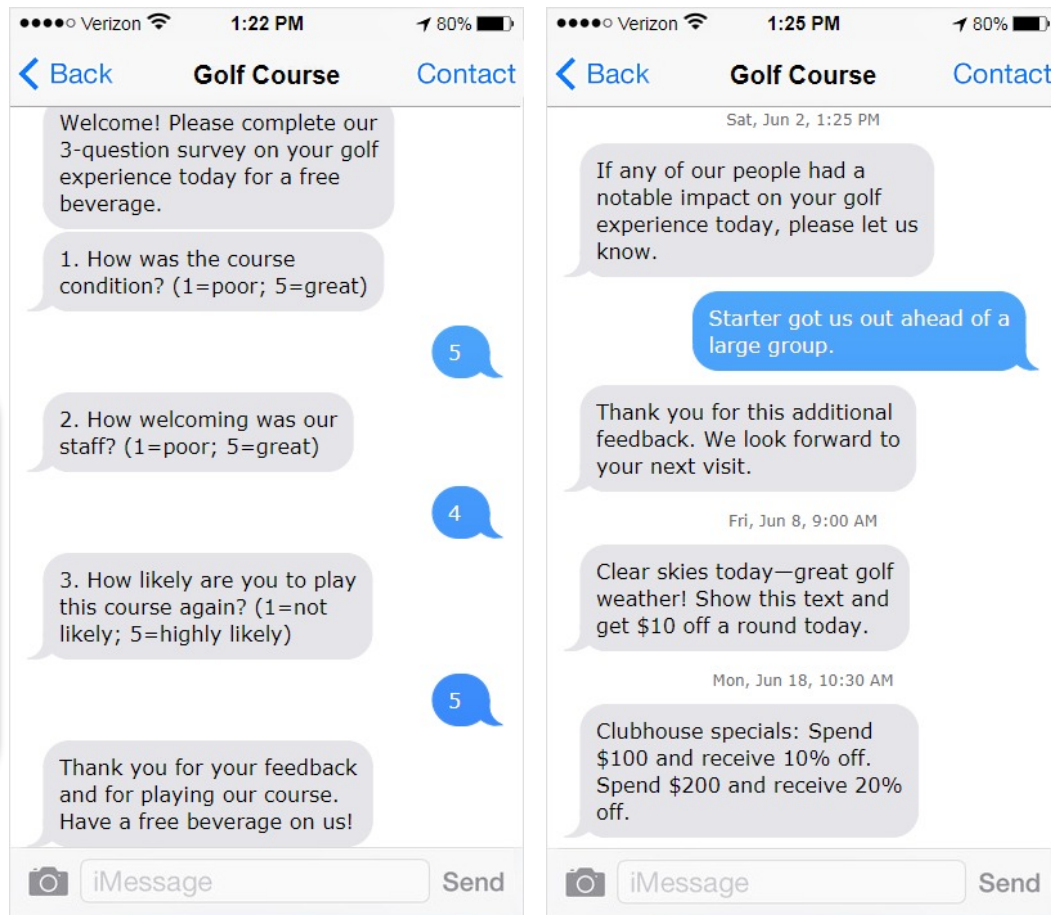 Verizon 1:22 PM 80%
Back Golf Course Contact
Welcome! Please complete our
3-question survey on your golf
experience today for a free
beverage.
1. How was the course
condition? (1=poor; 5=great)
5
2. How welcoming was our
staff? (1=poor; 5=great)
4
3. How likely are you to play
this course again? (1=not
likely; 5=highly likely)
5
Thank you for your feedback
and for playing our course.
Have a free beverage on us!
iMessage Send
Verizon 1:25 PM 80%
Back Golf Course Contact
Sat, Jun 2, 1:25 PM
If any of our people had a
notable impact on your golf
experience today, please let us
know.
Starter got us out ahead of a
large group.
Thank you for this additional
feedback. We look forward to
your next visit.
Fri, Jun 8, 9:00 AM
Clear skies today—great golf
weather! Show this text and
get $10 off a round today.
Mon, Jun 18, 10:30 AM
Clubhouse specials: Spend
$100 and receive 10% off.
Spend $200 and receive 20%
off.
iMessage Send